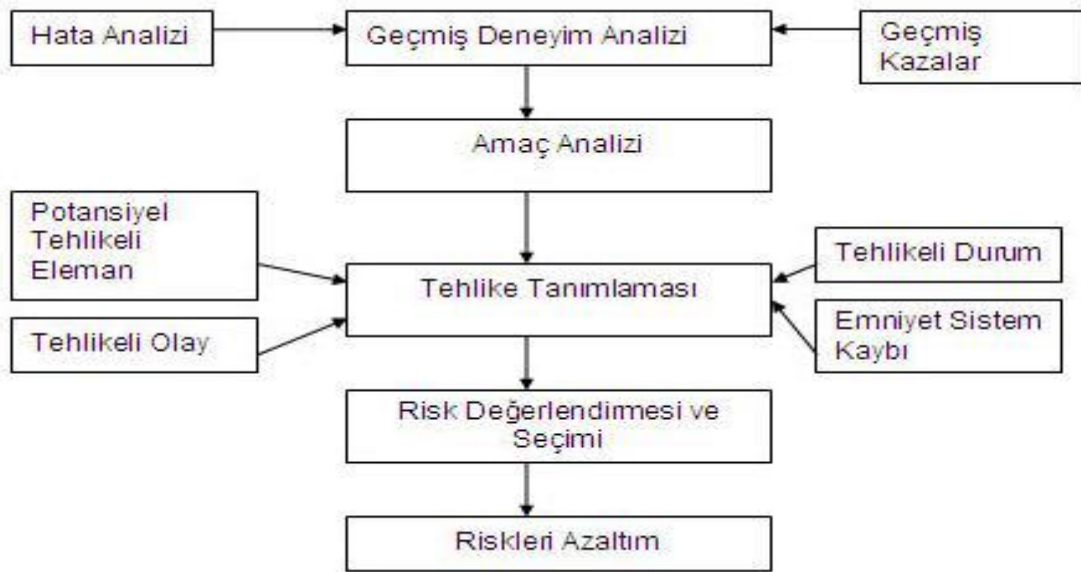 Hata Analizi
Geçmiş Deneyim Analizi
Geçmiş
Kazalar
Amaç Analizi
Potansiyel
Tehlikeli
Eleman
Tehlikeli Durum
Tehlike Tanımlaması
Tehlikeli Olay
Emniyet Sistem
Kaybı
Risk Değerlendirmesi ve
Seçimi
Riskleri Azaltım